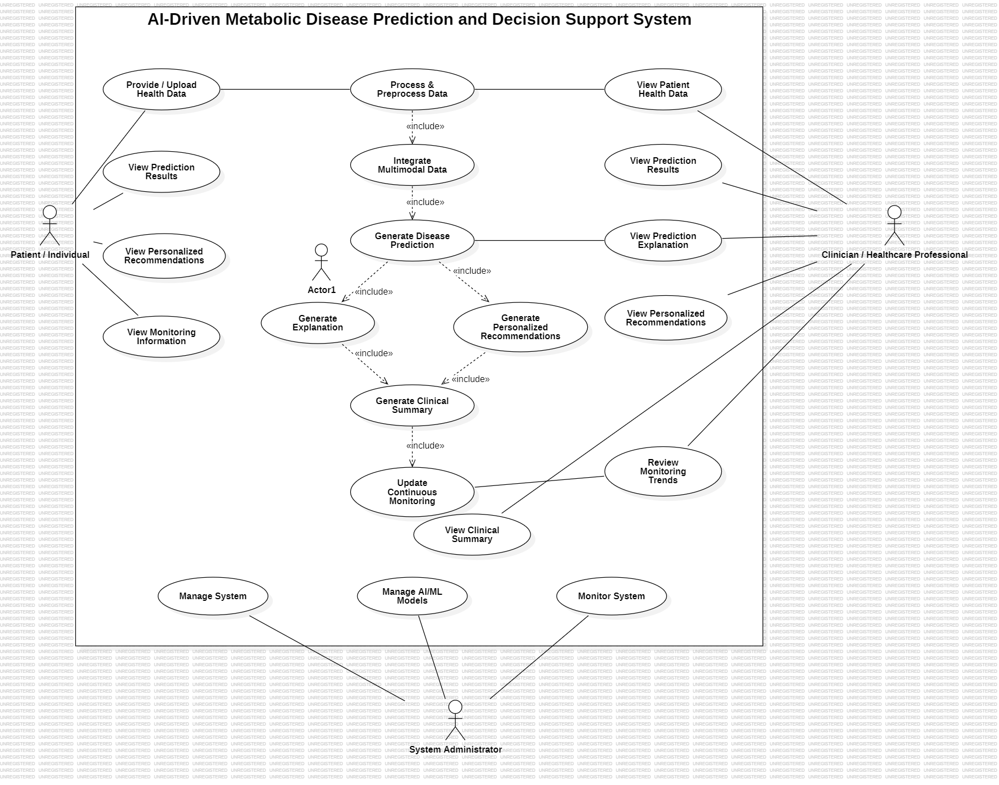 AI-Driven Metabolic Disease Prediction and Decision Support System
Provide / Upload
Health Data
Process &
Preprocess Data
View Patient
Health Data
«include»
View Prediction
Results
Integrate
Multimodal Data
View Prediction
Results
«include»
Patient / Individual
View Personalized
Recommendations
Generate Disease
Prediction
View Prediction
Explanation
Clinician / Healthcare Professional
Actor1
«include»
«include»
Generate
Explanation
Generate
Personalized
Recommendations
View Personalized
Recommendations
View Monitoring
Information
«include»
«include»
Generate Clinical
Summary
«include»
Update
Continuous
Monitoring
Review
Monitoring
Trends
View Clinical
Summary
Manage System
Manage AI/ML
Models
Monitor System
System Administrator
UNREGISTERED